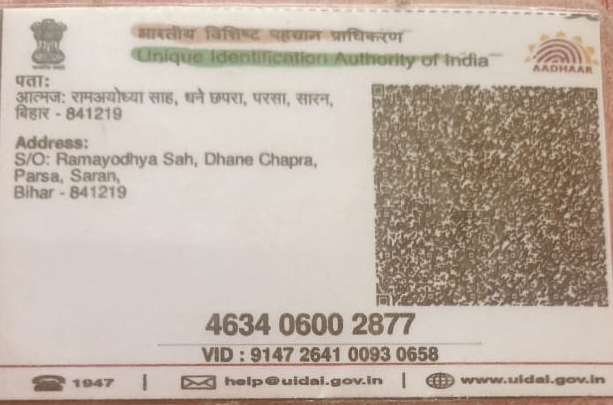 भारतीय विशिष्ट पहचान प्राधिकरण
Unique Identification Authority of India
AADHAAR
पता:
आत्मज: रामअयोध्या साह, धने छपरा, परसा, सारन,
बिहार - 841219
Address:
S/O: Ramayodhya Sah, Dhane Chapra,
Parsa, Saran,
Bihar - 841219
4634 0600 2877
VID : 9147 2641 0093 0658
1947 | help@uidai.gov.in | www.uidai.gov.in